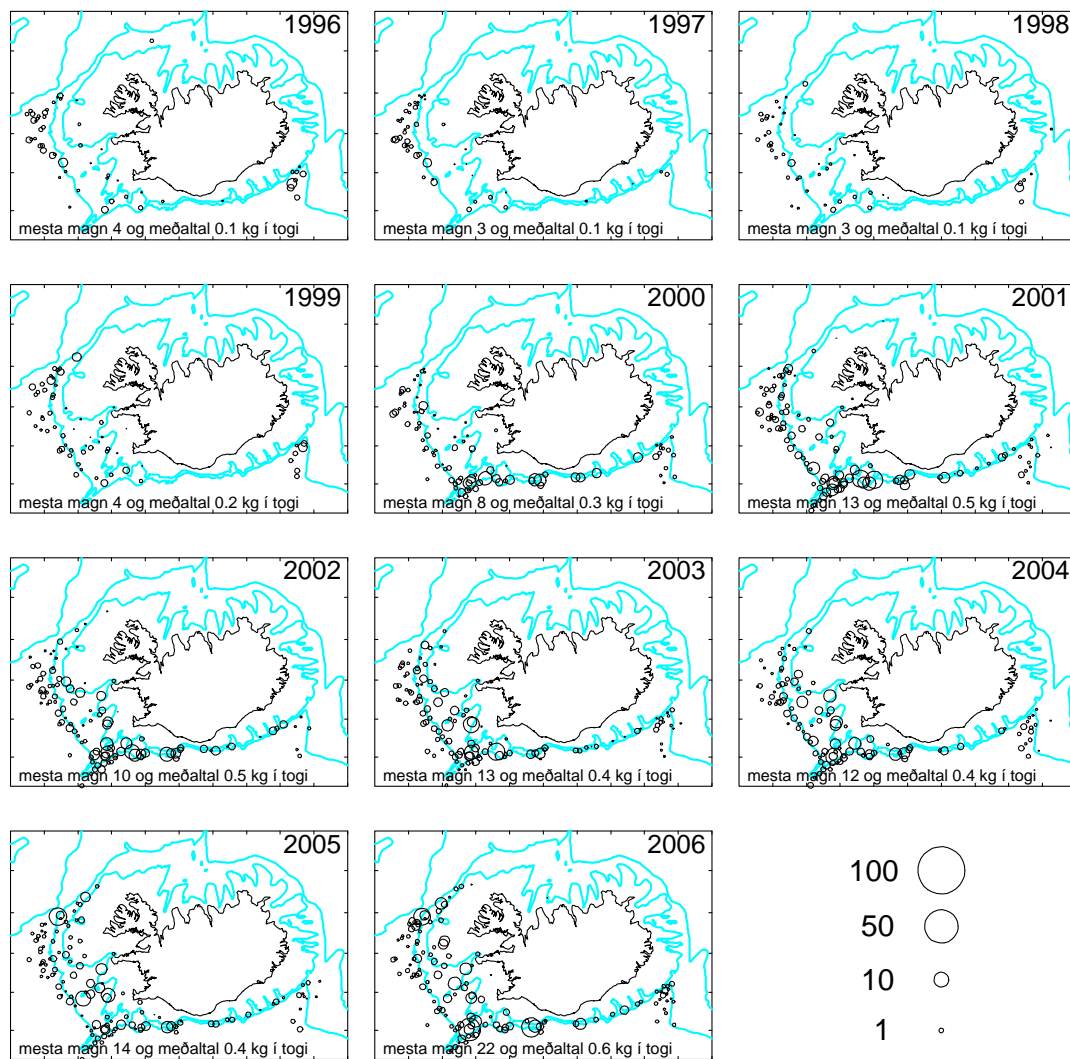 1996
mesta magn 4 og meðaltal 0.1 kg í togi
1997
mesta magn 3 og meðaltal 0.1 kg í togi
1998
mesta magn 3 og meðaltal 0.1 kg í togi
1999
mesta magn 4 og meðaltal 0.2 kg í togi
2000
mesta magn 8 og meðaltal 0.3 kg í togi
2001
mesta magn 13 og meðaltal 0.5 kg í togi
2002
mesta magn 10 og meðaltal 0.5 kg í togi
2003
mesta magn 13 og meðaltal 0.4 kg í togi
2004
mesta magn 12 og meðaltal 0.4 kg í togi
2005
mesta magn 14 og meðaltal 0.4 kg í togi
2006
mesta magn 22 og meðaltal 0.6 kg í togi
100
50
10
1